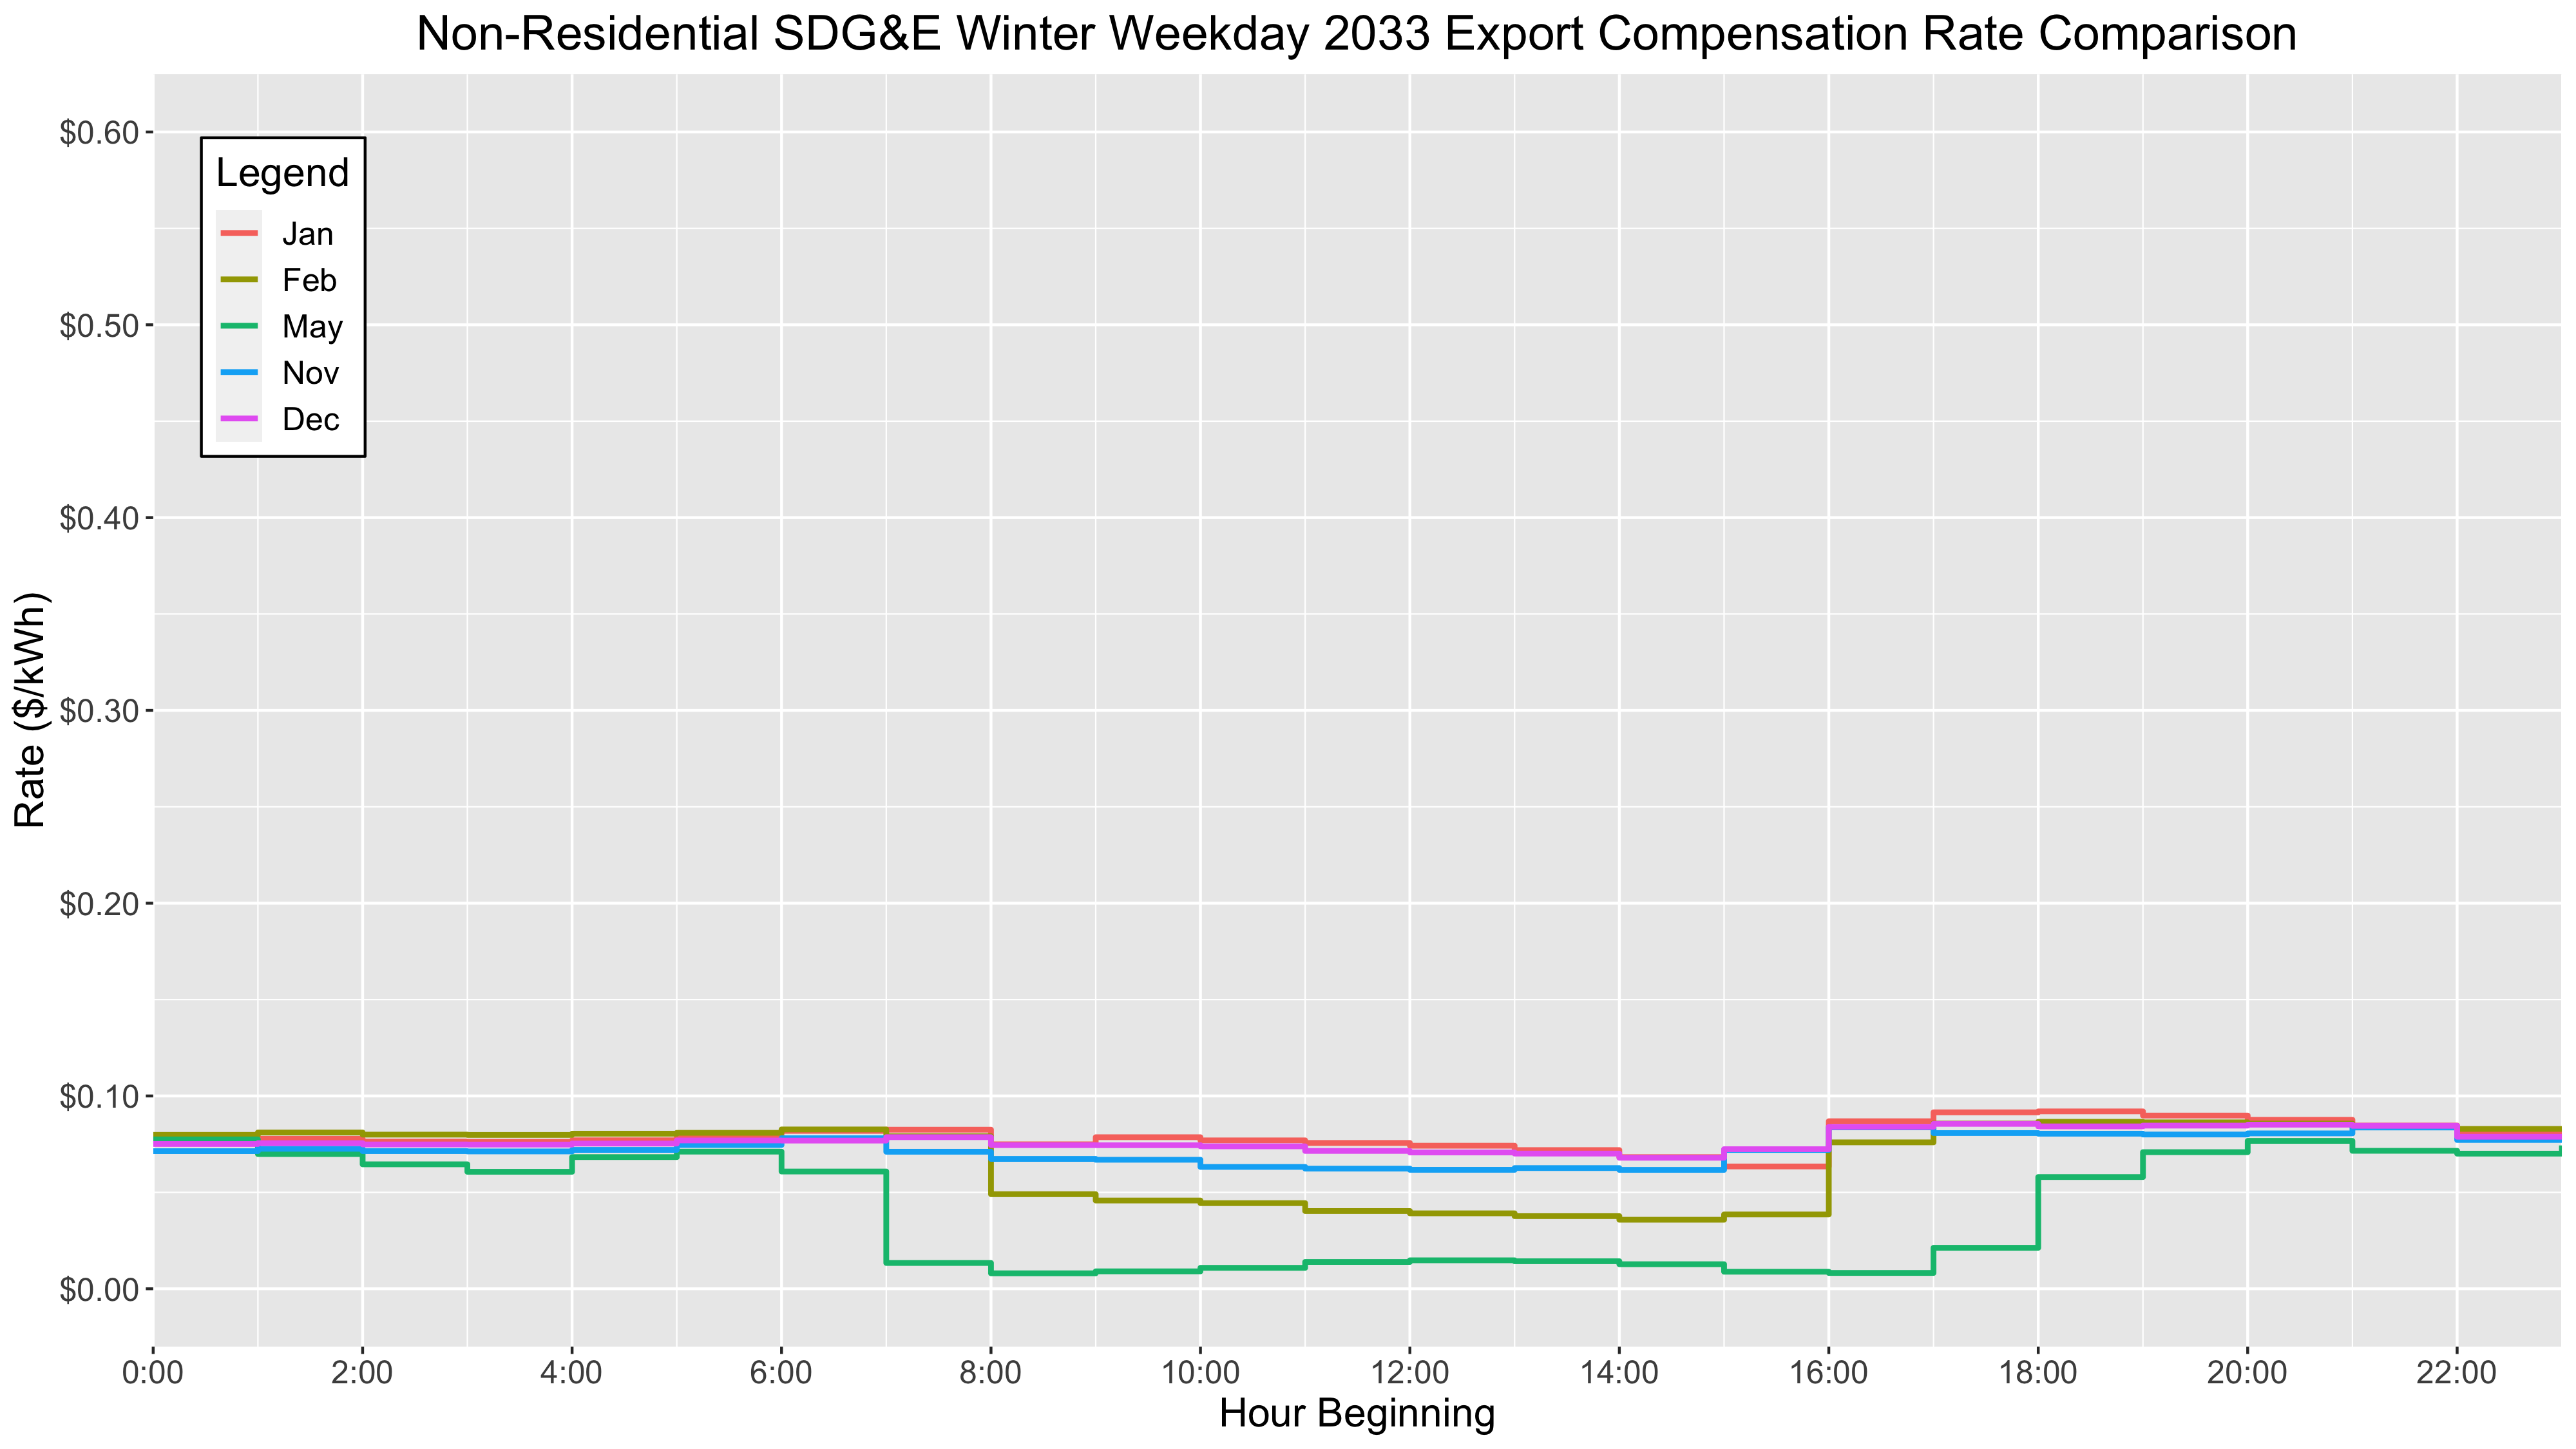 Non-Residential SDG&E Winter Weekday 2033 Export Compensation Rate Comparison
Rate ($/kWh)
$0.60
$0.50
$0.40
$0.30
$0.20
$0.10
$0.00
Legend
Jan
Feb
May
Nov
Dec
0:00 2:00 4:00 6:00 8:00 10:00 12:00 14:00 16:00 18:00 20:00 22:00
Hour Beginning